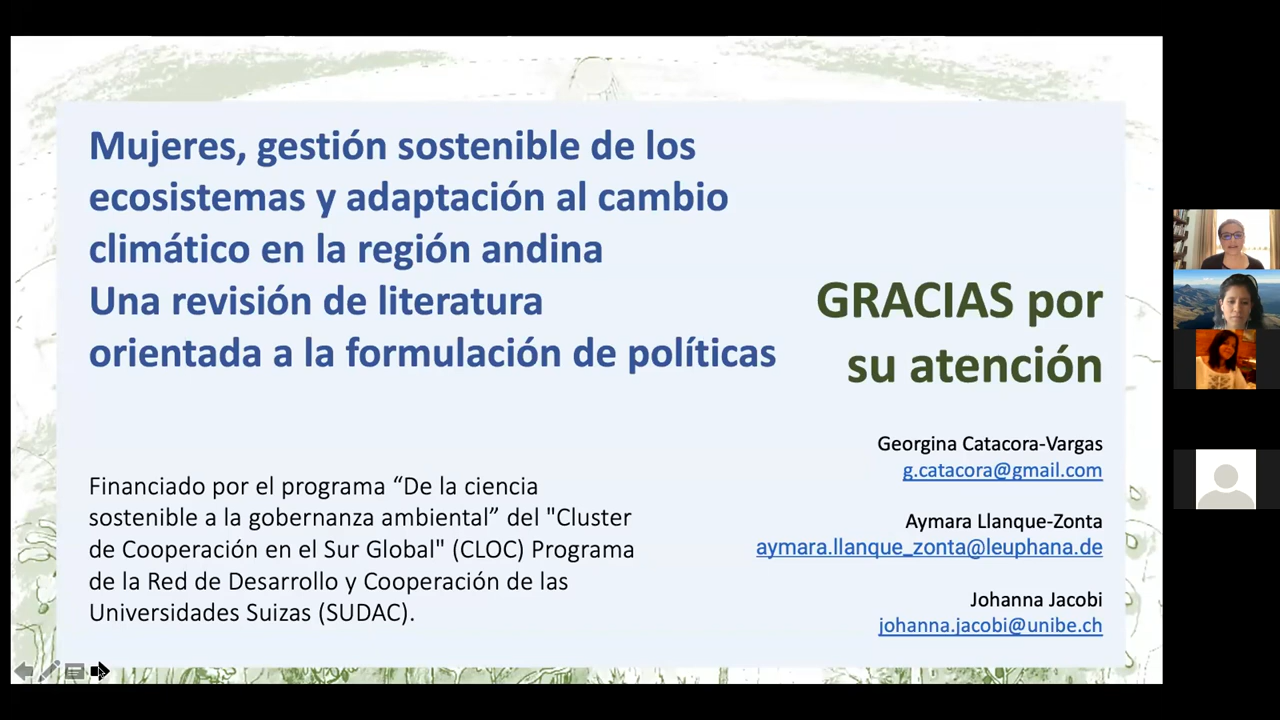 Mujeres, gestión sostenible de los
ecosistemas y adaptación al cambio
climático en la región andina
Una revisión de literatura
orientada a la formulación de políticas
GRACIAS por
su atención
Georgina Catacora-Vargas
g.catacora@gmail.com
Aymara Llanque-Zonta
aymara.llanque_zonta@leuphana.de
Johanna Jacobi
johanna.jacobi@unibe.ch
Financiado por el programa “De la ciencia
sostenible a la gobernanza ambiental” del "Cluster
de Cooperación en el Sur Global" (CLOC) Programa
de la Red de Desarrollo y Cooperación de las
Universidades Suizas (SUDAC).